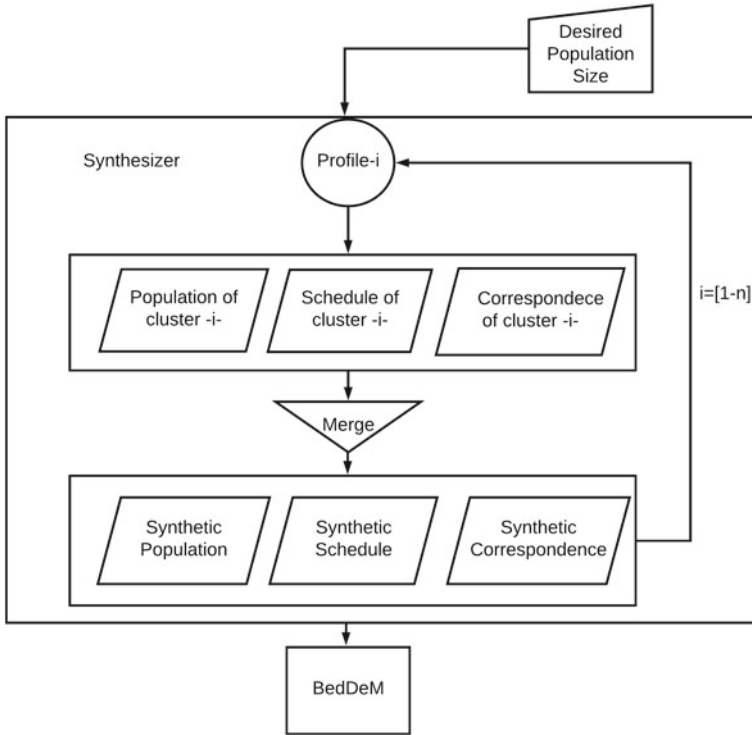 Desired
Population
Size
Synthesizer
Profile-i
Population of
cluster -i-
Schedule of
cluster -i-
Correspondece
of cluster -i-
i=[1-n]
Merge
Synthetic
Population
Synthetic
Schedule
Synthetic
Correspondence
BedDeM